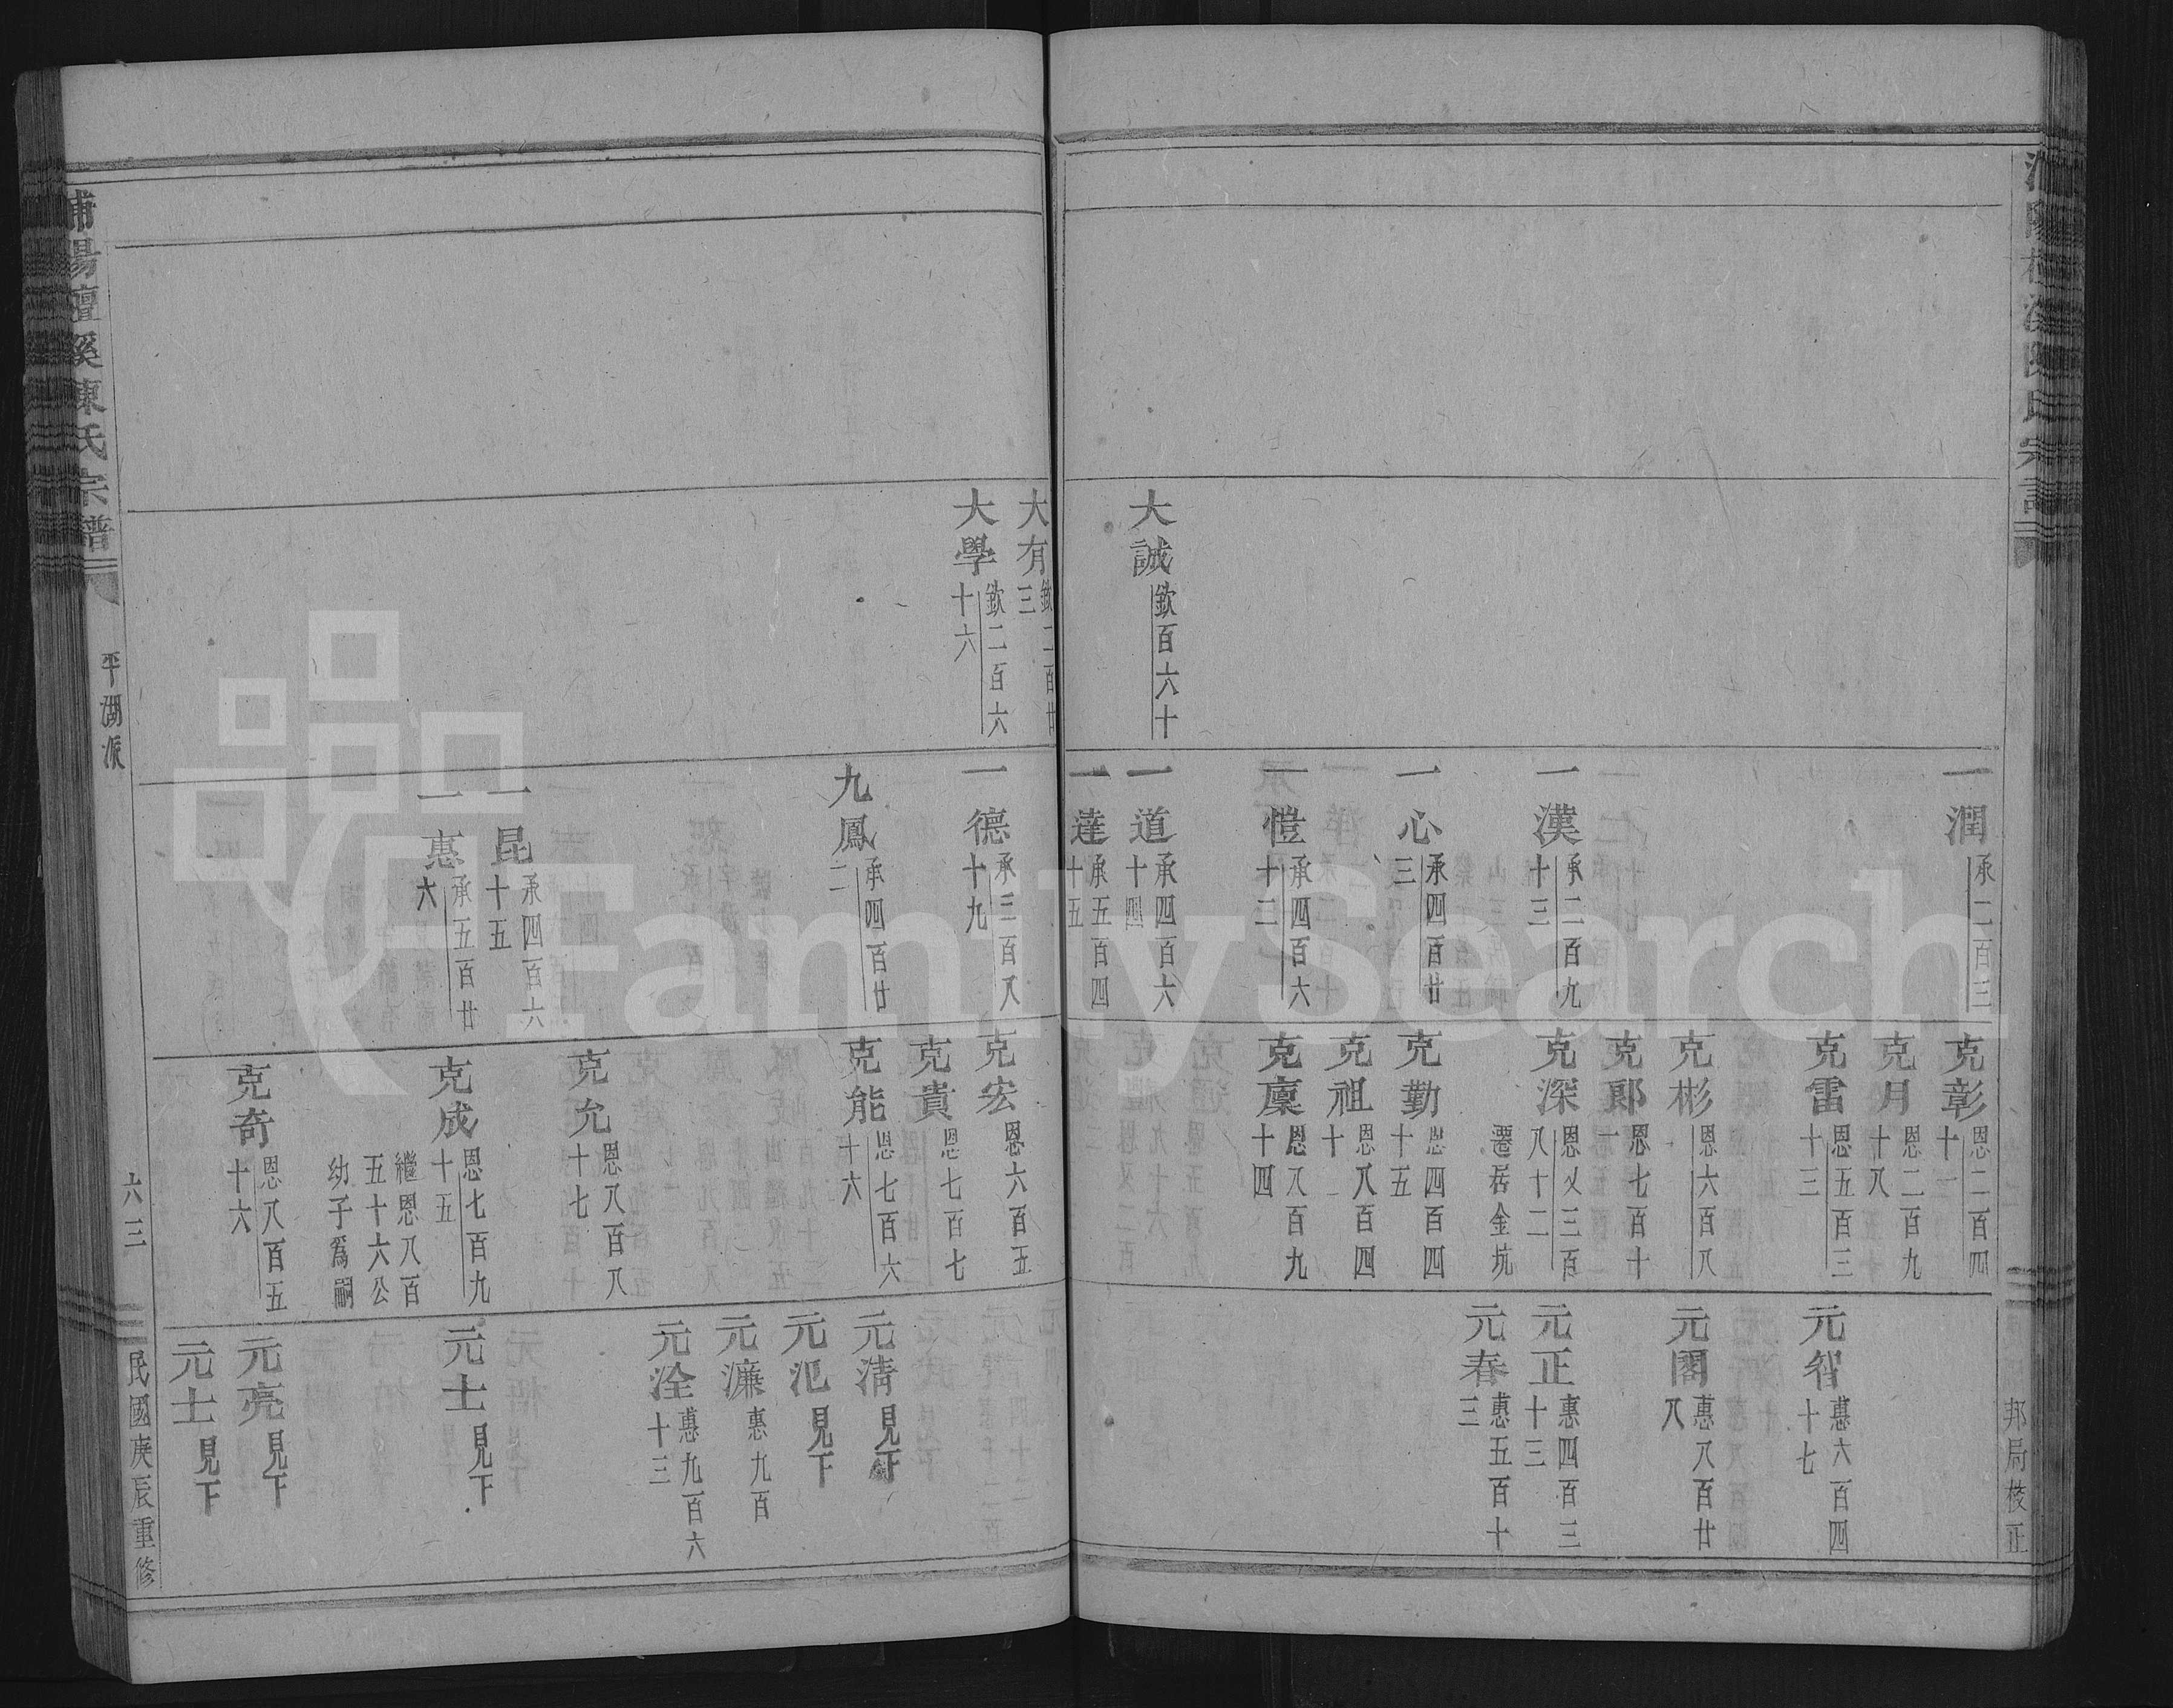 大誠 欽百六十
一潤 承二百三
一漢 承二百九十三
一心 承四百廿三
一愷 承四百六十二
一道 承四百六十四
一達 承五百四十五
克彰 恩二百四十一
克月 恩二百九十八
克雷 恩五百三十三
克彬 恩六百八
克郞 恩七百十一
克深 恩乂三百八十二
遷居金坑
克勤 恩四百四十五
克祖 恩八百四十一
克廩 恩八百九十四
元智 蕙六百四十七
元閣 蕙八百廿八
元正 惠四百三十三
元春 惠五百十三
邦局校正
大有 欽二百廿三
大學 欽二百六十六
一德 承三百八十九
九鳳 承四百廿二
一昆 承四百六十五
一惠 承五百廿六
克宏 恩六百五
克貴 恩七百七
克能 恩七百六十六
克允 恩八百八十七
克成 恩七百九十五
繼恩八百五十六公幼子爲嗣
克奇 恩八百五十六
元淸 見下
元汜 見下
元濂 惠九百
元洤 蕙九百六十三
元士 見下
元亮 見下
元士 見下
浦陽檀溪陳氏宗譜
平湖派
六三
民國庚辰重修
FamilySearch